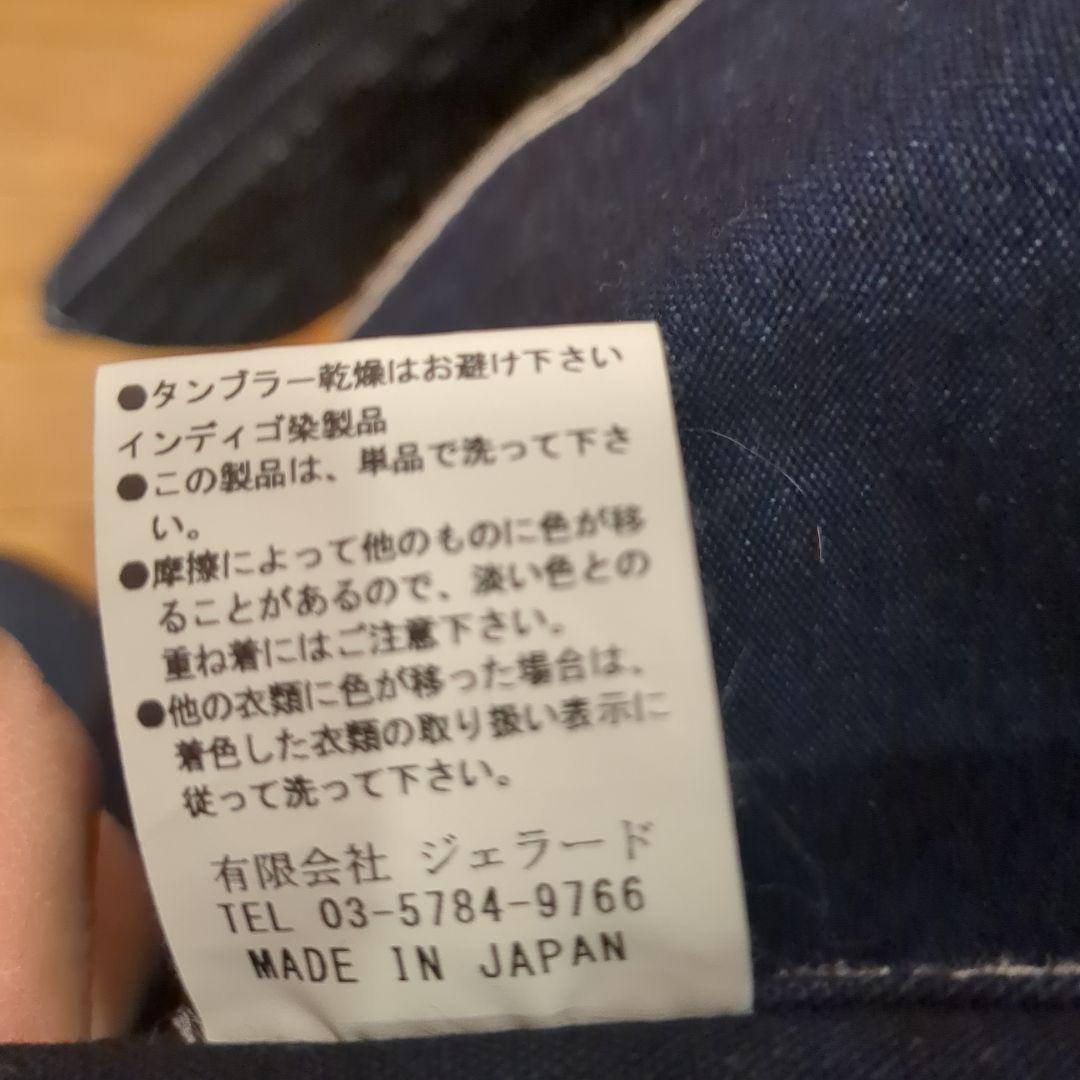 ●タンブラー乾燥はお避け下さい
インディゴ染製品
●この製品は、単品で洗って下さ
い。
●摩擦によって他のものに色が移
ることがあるので、淡い色との
重ね着にはご注意下さい。
●他の衣類に色が移った場合は、
着色した衣類の取り扱い表示に
従って洗って下さい。
有限会社 ジェラード
TEL 03-5784-9766
MADE IN JAPAN